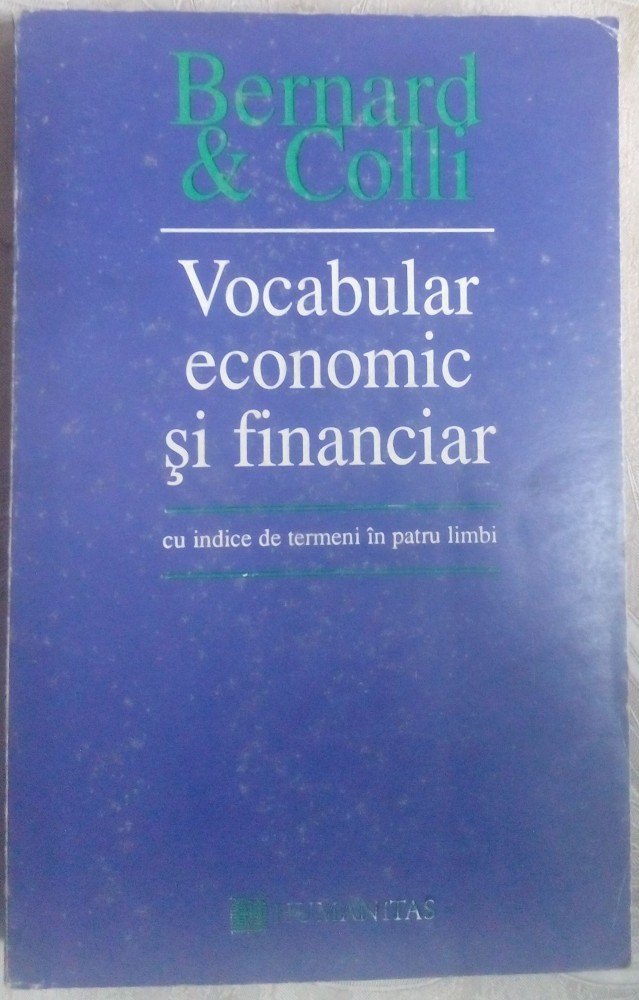 Bernard
& Colli
Vocabular
economic
şi financiar
cu indice de termeni în patru limbi
HUMANITAS